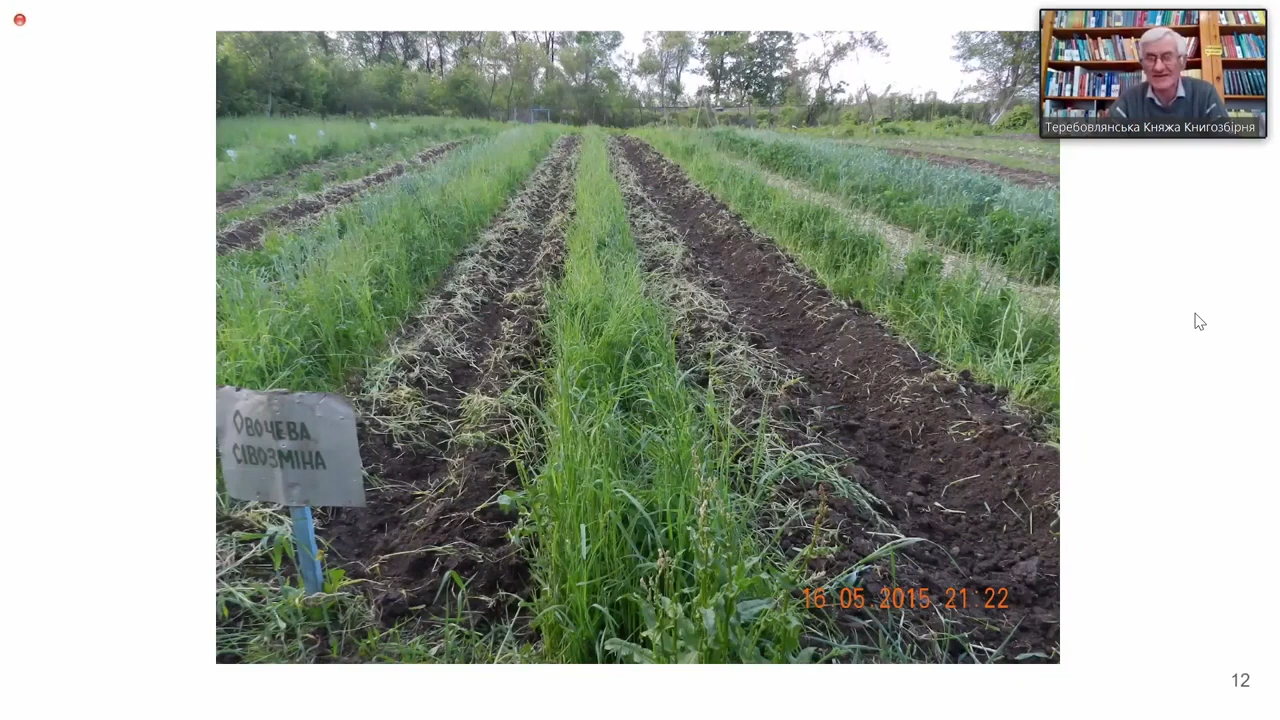 Теребовлянська Княжа Книгозбірня
ОВОЧЕВА
СІВОЗМІНА
16 05 2015 21 22
12